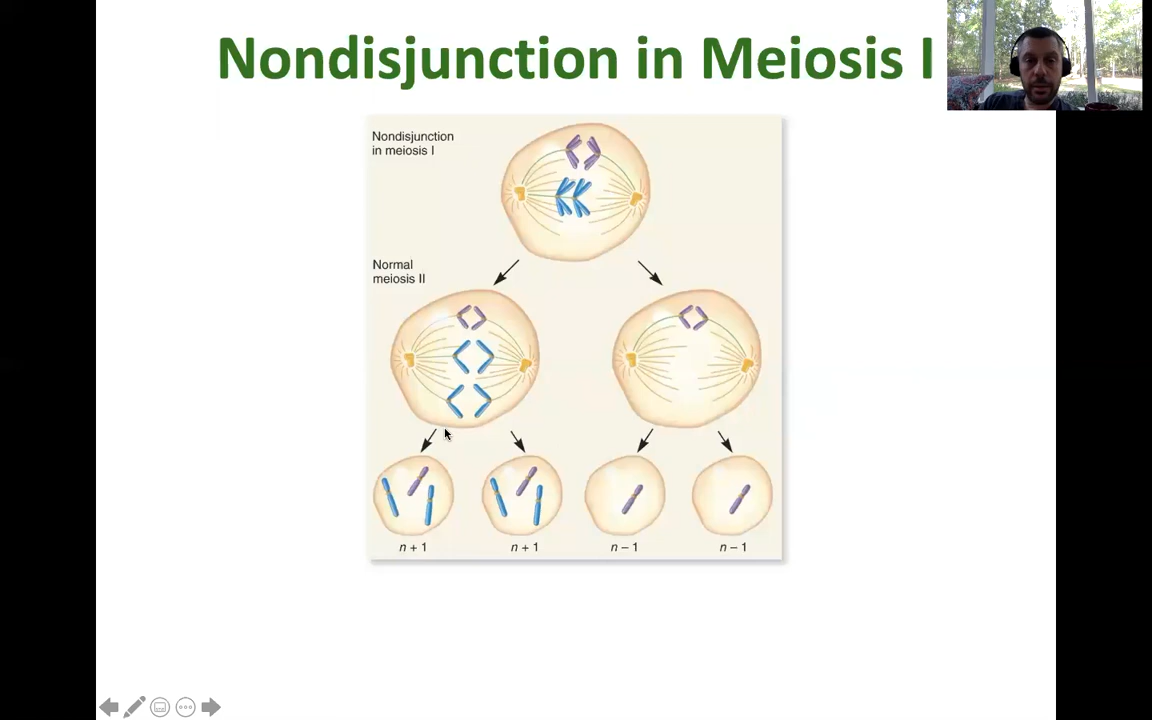 Nondisjunction in Meiosis I
Nondisjunction
in meiosis I
Normal
meiosis II
n + 1
n + 1
n – 1
n – 1